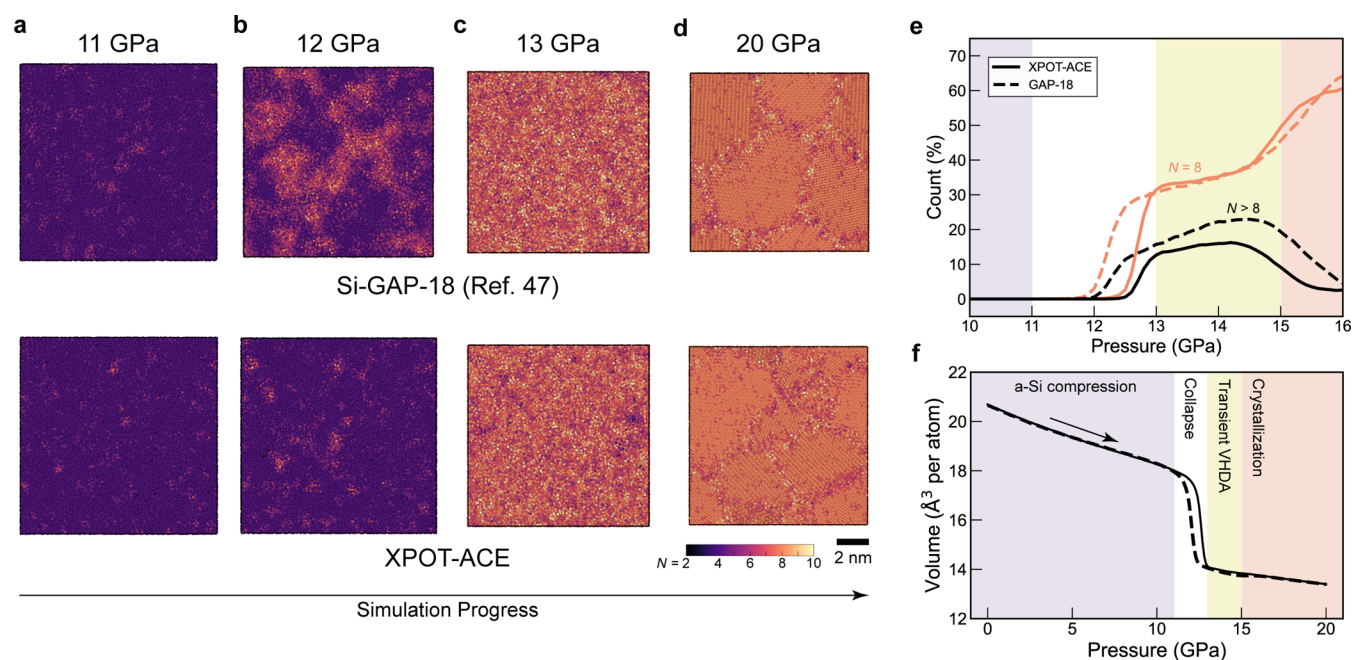 a
11 GPa
b
12 GPa
c
13 GPa
d
20 GPa
Si-GAP-18 (Ref. 47)
XPOT-ACE
N = 2 4 6 8 10
2 nm
Simulation Progress
e
Count (%)
70
60
50
40
30
20
10
0
XPOT-ACE
GAP-18
N = 8
N > 8
10 11 12 13 14 15 16
Pressure (GPa)
f
Volume (Å³ per atom)
22
20
18
16
14
12
a-Si compression
Collapse
Transient VHDA
Crystallization
0 5 10 15 20
Pressure (GPa)